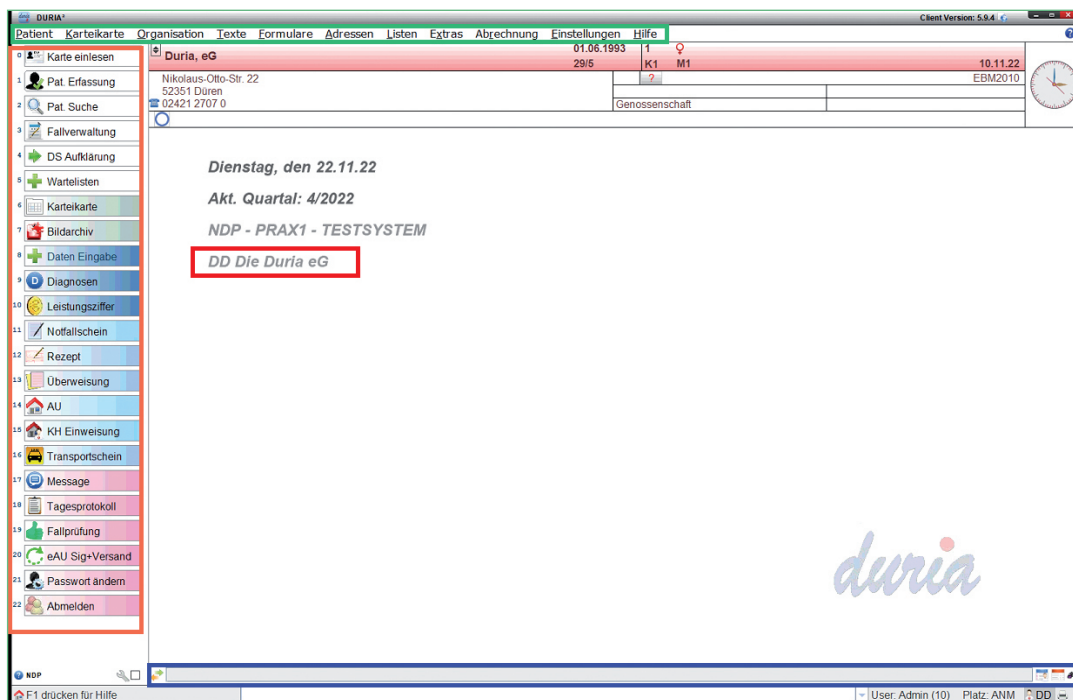 DURIA²
Client Version: 5.9.4
Patient Karteikarte Organisation Texte Formulare Adressen Listen Extras Abrechnung Einstellungen Hilfe
Duria, eG
01.06.1993 1 ♀
29/5 K1 M1 10.11.22
Nikolaus-Otto-Str. 22 ? EBM2010
52351 Düren
02421 2707 0 Genossenschaft
0 Karte einlesen
1 Pat. Erfassung
2 Pat. Suche
3 Fallverwaltung
4 DS Aufklärung
5 Wartelisten
6 Karteikarte
7 Bildarchiv
8 Daten Eingabe
9 D Diagnosen
10 Leistungsziffer
11 Notfallschein
12 Rezept
13 Überweisung
14 AU
15 KH Einweisung
16 Transportschein
17 Message
18 Tagesprotokoll
19 Fallprüfung
20 eAU Sig+Versand
21 Passwort ändern
22 Abmelden
Dienstag, den 22.11.22
Akt. Quartal: 4/2022
NDP - PRAX1 - TESTSYSTEM
DD Die Duria eG
duria
NDP
F1 drücken für Hilfe
User: Admin (10) Platz: ANM DD